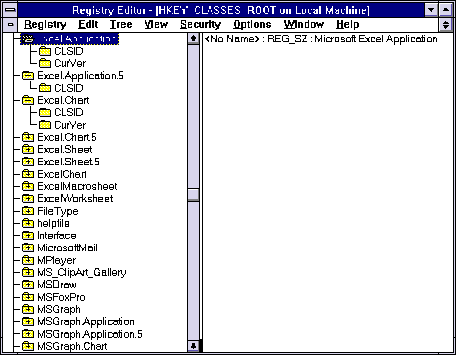 Registry Editor - [HKEY_CLASSES_ROOT on Local Machine]
Registry Edit Tree View Security Options Window Help
Excel.Application
<No Name> : REG_SZ : Microsoft Excel Application
CLSID
CurVer
Excel.Application.5
CLSID
Excel.Chart
CLSID
CurVer
Excel.Chart.5
Excel.Sheet
Excel.Sheet.5
ExcelChart
ExcelMacrosheet
ExcelWorksheet
FileType
helpfile
Interface
MicrosoftMail
MPlayer
MS_ClipArt_Gallery
MSDraw
MSFoxPro
MSGraph
MSGraph.Application
MSGraph.Application.5
MSGraph.Chart